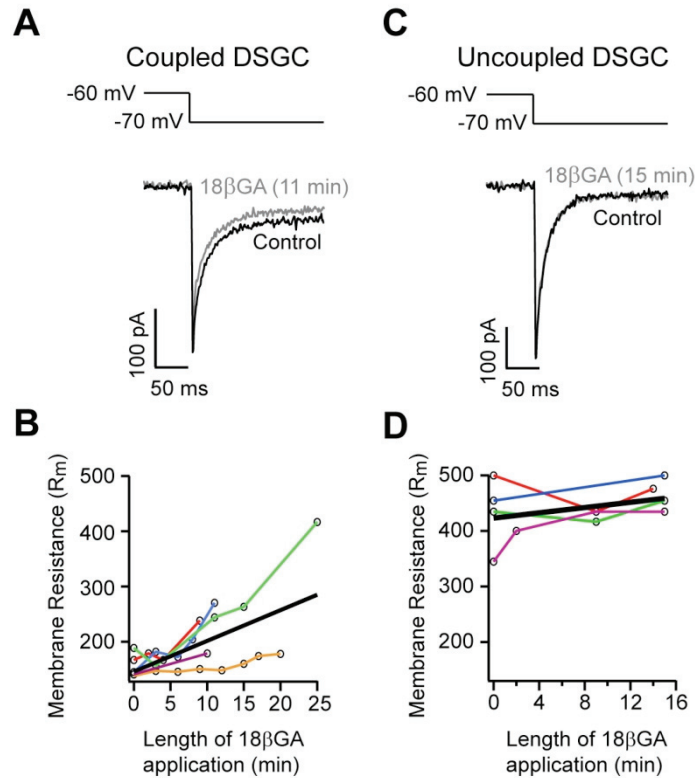 A
Coupled DSGC
-60 mV
-70 mV
18βGA (11 min)
Control
100 pA
50 ms
C
Uncoupled DSGC
-60 mV
-70 mV
18βGA (15 min)
Control
100 pA
50 ms
B
Membrane Resistance (Rm)
500
400
300
200
0 5 10 15 20 25
Length of 18βGA
application (min)
D
Membrane Resistance (Rm)
500
400
300
200
0 4 8 12 16
Length of 18βGA
application (min)